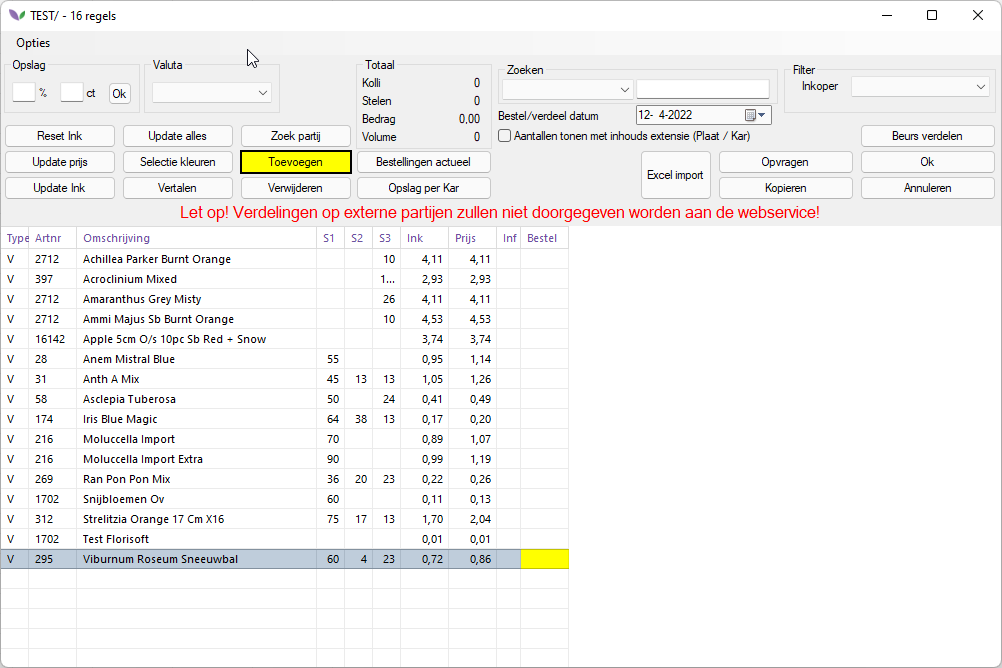 TEST/ - 16 regels
Opties
Opslag
% ct Ok
Valuta
Totaal
Kolli 0
Stelen 0
Bedrag 0,00
Volume 0
Zoeken
Bestel/verdeel datum 12- 4-2022
Aantallen tonen met inhouds extensie (Plaat / Kar)
Filter
Inkoper
Reset Ink Update alles Zoek partij Beurs verdelen
Update prijs Selectie kleuren Toevoegen Bestellingen actueel Excel import Opvragen Ok
Update Ink Vertalen Verwijderen Opslag per Kar Kopieren Annuleren
Let op! Verdelingen op externe partijen zullen niet doorgegeven worden aan de webservice!
Type Artnr Omschrijving S1 S2 S3 Ink Prijs Inf Bestel
V 2712 Achillea Parker Burnt Orange 10 4,11 4,11
V 397 Acroclinium Mixed 1... 2,93 2,93
V 2712 Amaranthus Grey Misty 26 4,11 4,11
V 2712 Ammi Majus Sb Burnt Orange 10 4,53 4,53
V 16142 Apple 5cm O/s 10pc Sb Red + Snow 3,74 3,74
V 28 Anem Mistral Blue 55 0,95 1,14
V 31 Anth A Mix 45 13 13 1,05 1,26
V 58 Asclepia Tuberosa 50 24 0,41 0,49
V 174 Iris Blue Magic 64 38 13 0,17 0,20
V 216 Moluccella Import 70 0,89 1,07
V 216 Moluccella Import Extra 90 0,99 1,19
V 269 Ran Pon Pon Mix 36 20 23 0,22 0,26
V 1702 Snijbloemen Ov 60 0,11 0,13
V 312 Strelitzia Orange 17 Cm X16 75 17 13 1,70 2,04
V 1702 Test Florisoft 0,01 0,01
V 295 Viburnum Roseum Sneeuwbal 60 4 23 0,72 0,86